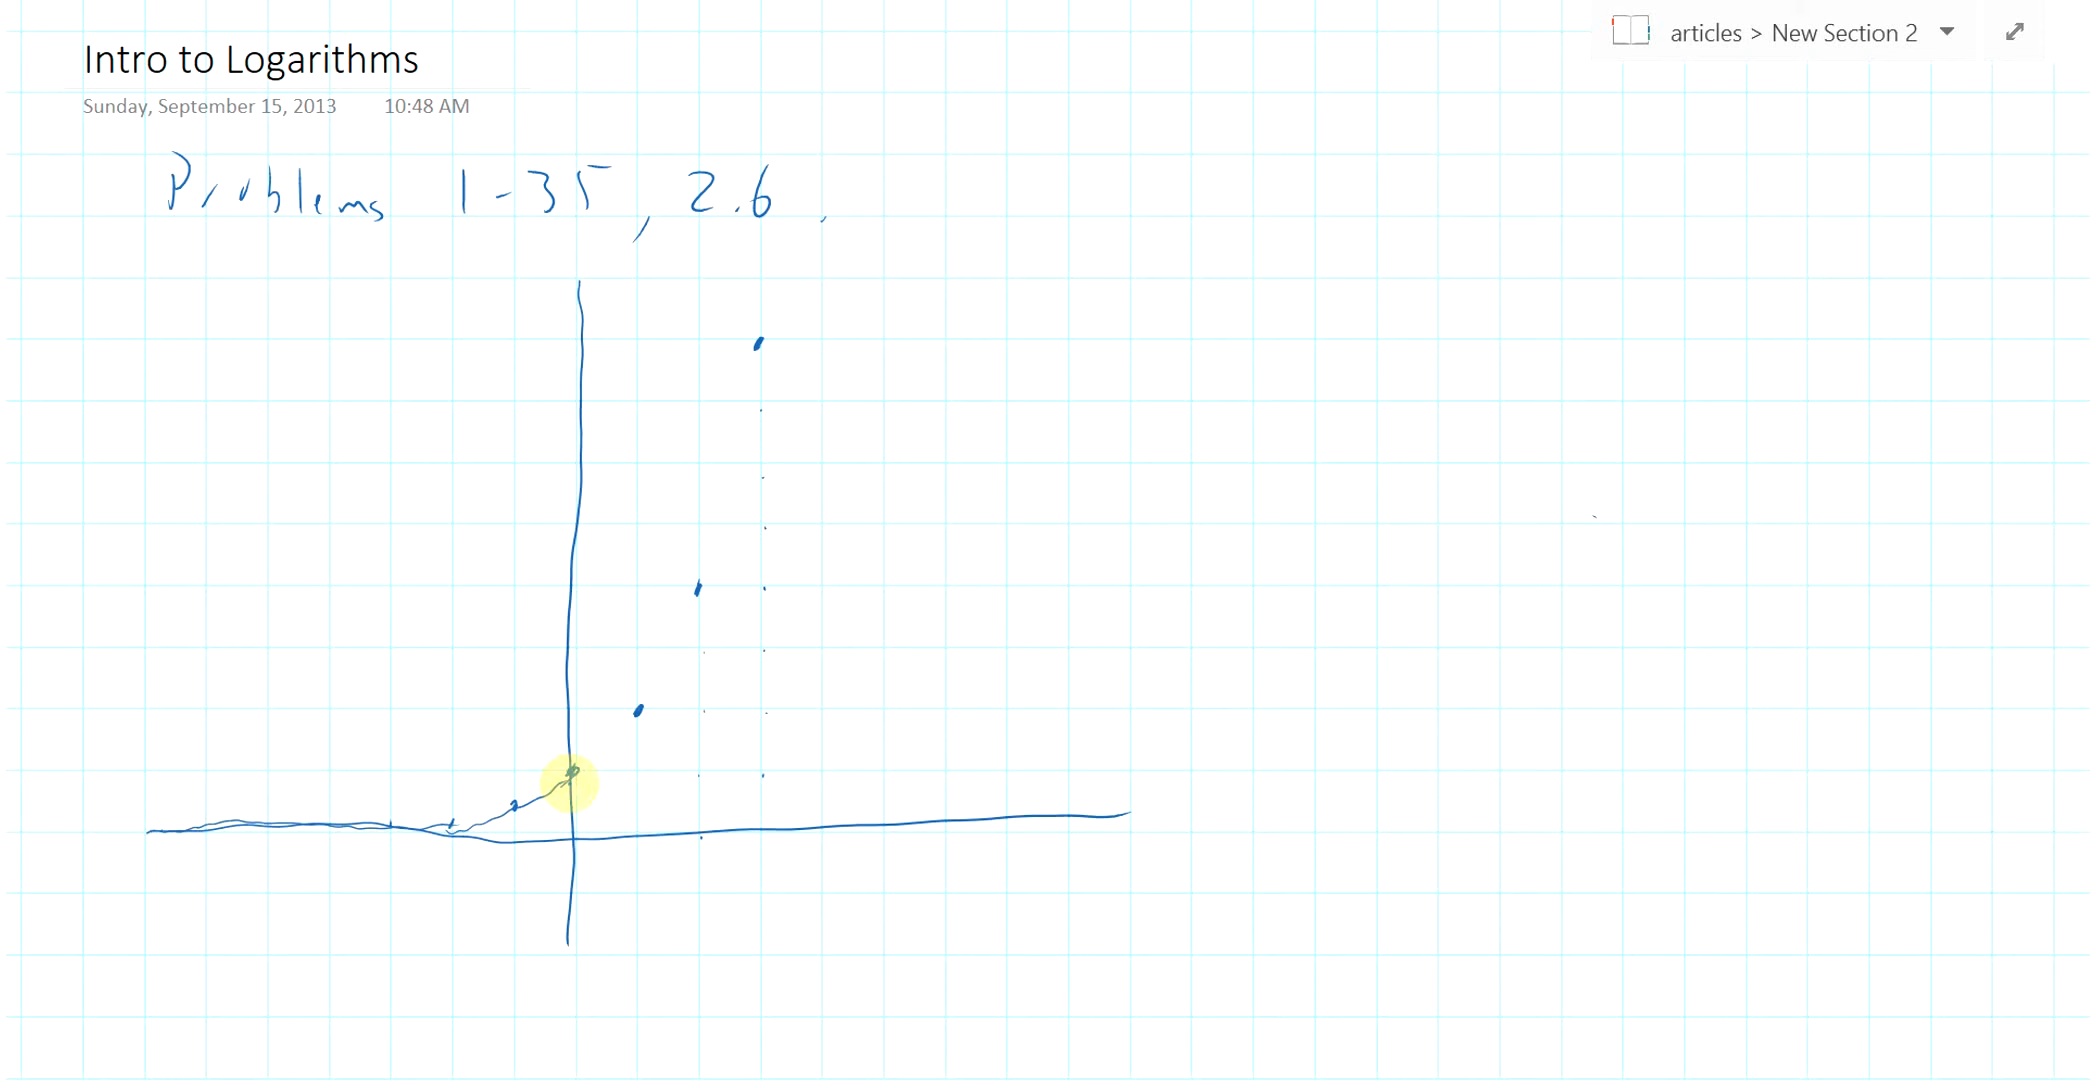 articles > New Section 2
Intro to Logarithms
Sunday, September 15, 2013 10:48 AM
Problems 1-35, 2.6.